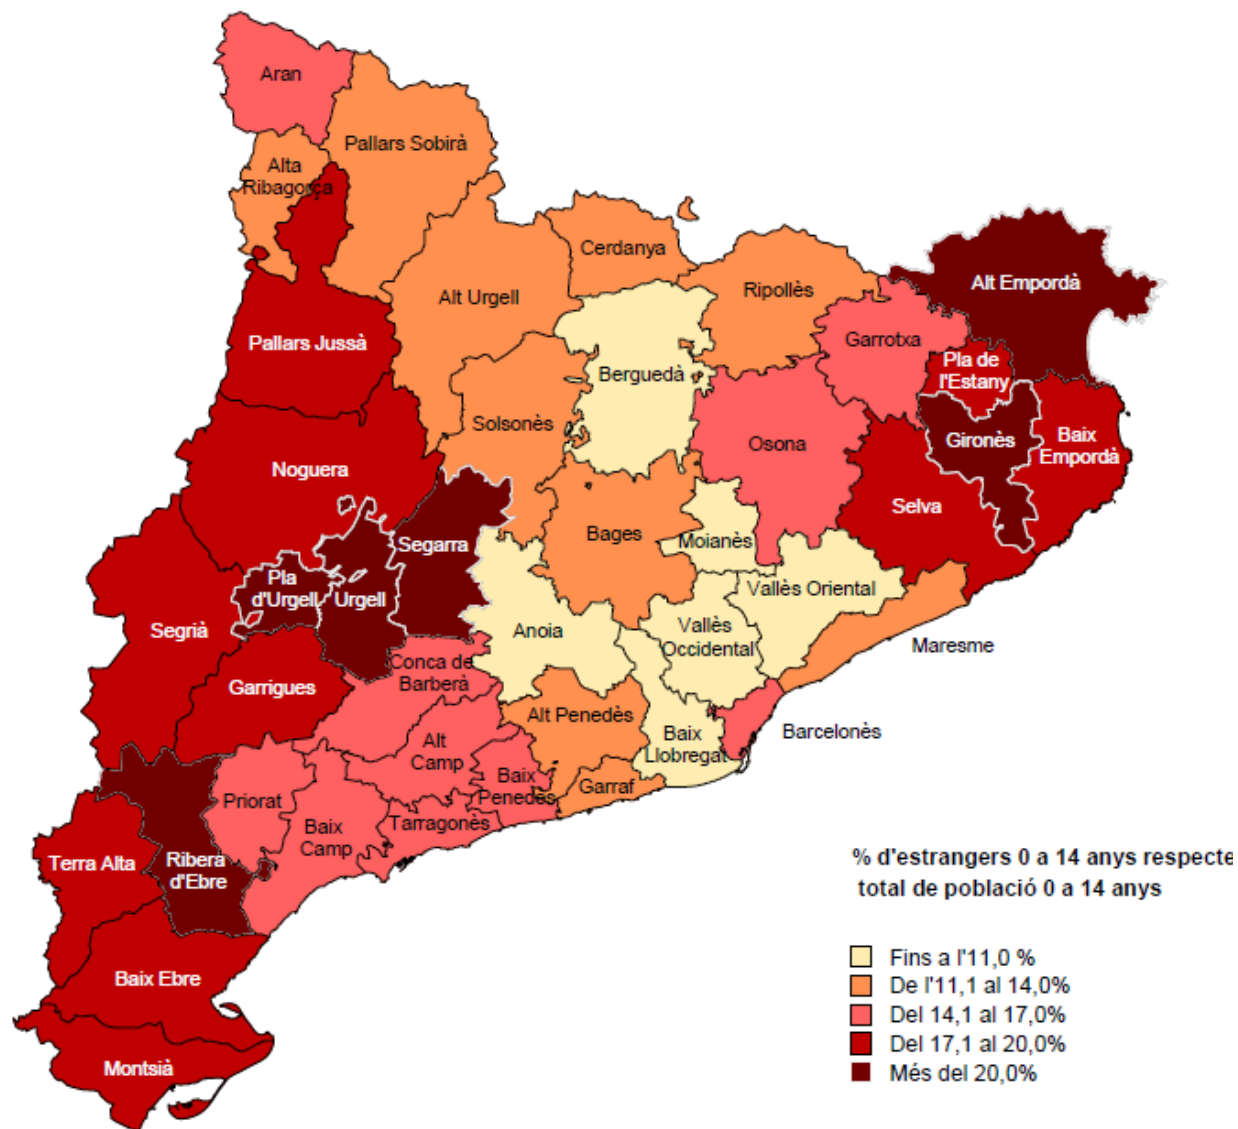 Aran
Pallars Sobirà
Alta
Ribagorça
Cerdanya
Alt Urgell
Ripollès
Alt Empordà
Pallars Jussà
Garrotxa
Pla de
l'Estany
Berguedà
Solsonès
Osona
Gironès
Baix
Empordà
Noguera
Selva
Bages
Moianès
Segarra
Pla
d'Urgell
Urgell
Vallès Oriental
Segrià
Anoia
Vallès
Occidental
Maresme
Conca de
Barberà
Garrigues
Alt Penedès
Baix
Llobregat
Barcelonès
Alt
Camp
Baix
Penedès
Garraf
Priorat
Baix
Camp
Tarragonès
Terra Alta
Ribera
d'Ebre
Baix Ebre
Montsià
% d'estrangers 0 a 14 anys respecte
total de població 0 a 14 anys
Fins a l'11,0 %
De l'11,1 al 14,0%
Del 14,1 al 17,0%
Del 17,1 al 20,0%
Més del 20,0%